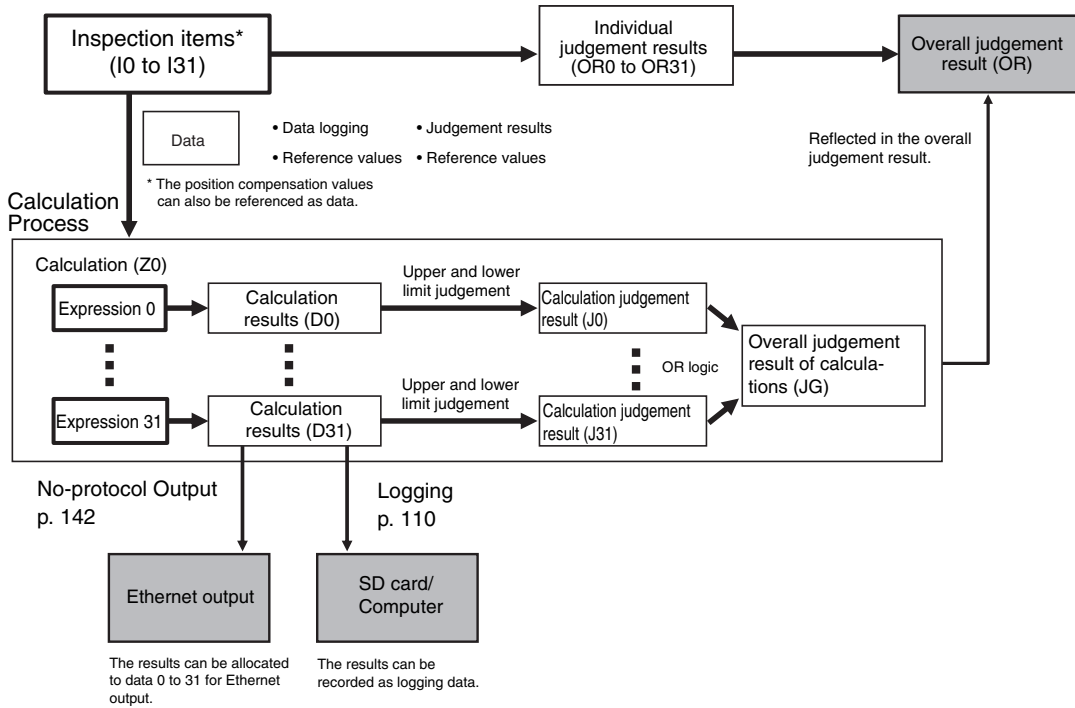 Inspection items*
(I0 to I31)
Individual
judgement results
(OR0 to OR31)
Overall judgement
result (OR)
Data
• Data logging
• Judgement results
• Reference values
• Reference values
* The position compensation values
can also be referenced as data.
Reflected in the overall
judgement result.
Calculation
Process
Calculation (Z0)
Expression 0
Calculation
results (D0)
Upper and lower
limit judgement
Calculation judgement
result (J0)
OR logic
Overall judgement
result of calcula-
tions (JG)
Expression 31
Calculation
results (D31)
Upper and lower
limit judgement
Calculation judgement
result (J31)
No-protocol Output
p. 142
Logging
p. 110
Ethernet output
SD card/
Computer
The results can be allocated
to data 0 to 31 for Ethernet
output.
The results can be
recorded as logging data.